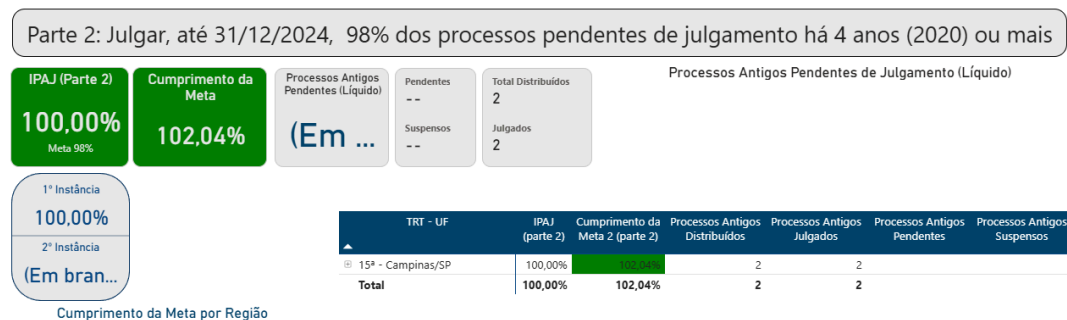 Parte 2: Julgar, até 31/12/2024, 98% dos processos pendentes de julgamento há 4 anos (2020) ou mais
IPAJ (Parte 2)
100,00%
Meta 98%
Cumprimento da
Meta
102,04%
Processos Antigos
Pendentes (Líquido)
(Em ...
Pendentes
--
Suspensos
--
Total Distribuídos
2
Julgados
2
Processos Antigos Pendentes de Julgamento (Líquido)
1° Instância
100,00%
2° Instância
(Em bran...
TRT - UF IPAJ (parte 2) Cumprimento da Meta 2 (parte 2) Processos Antigos Distribuídos Processos Antigos Julgados Processos Antigos Pendentes Processos Antigos Suspensos
15ª - Campinas/SP 100,00% 102,04% 2 2
Total 100,00% 102,04% 2 2
Cumprimento da Meta por Região